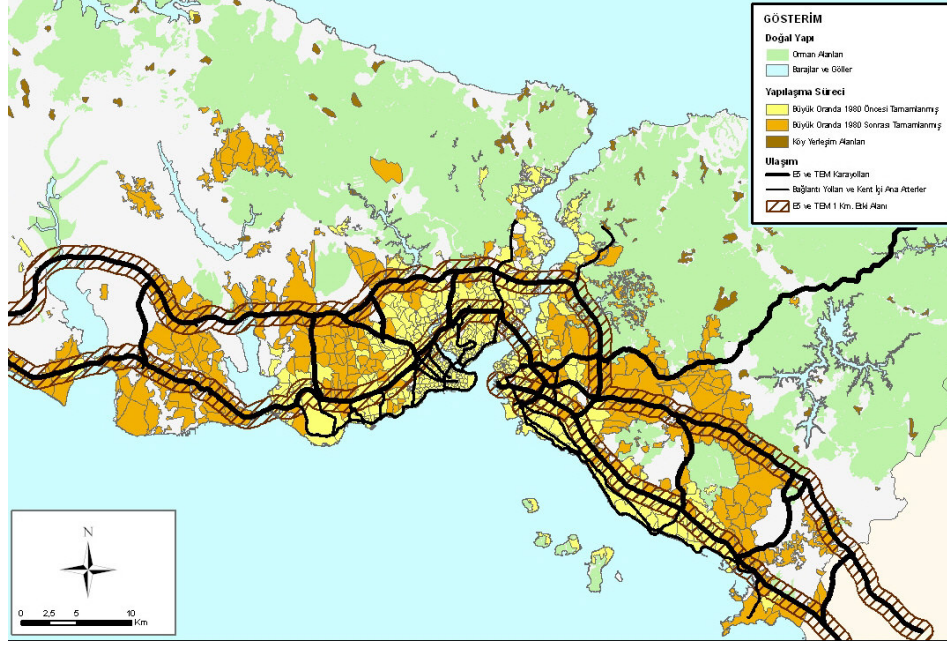 GÖSTERİM
Doğal Yapı
Orman Alanları
Barajlar ve Göller
Yapılaşma Süreci
Büyük Oranda 1980 Öncesi Tamamlanmış
Büyük Oranda 1980 Sonrası Tamamlanmış
Köy Yerleşim Alanları
Ulaşım
E5 ve TEM Karayolları
Bağlantı Yolları ve Kent İçi Ana Arterler
E5 ve TEM 1 Km. Etki Alanı
N
0 2,5 5 10
Km